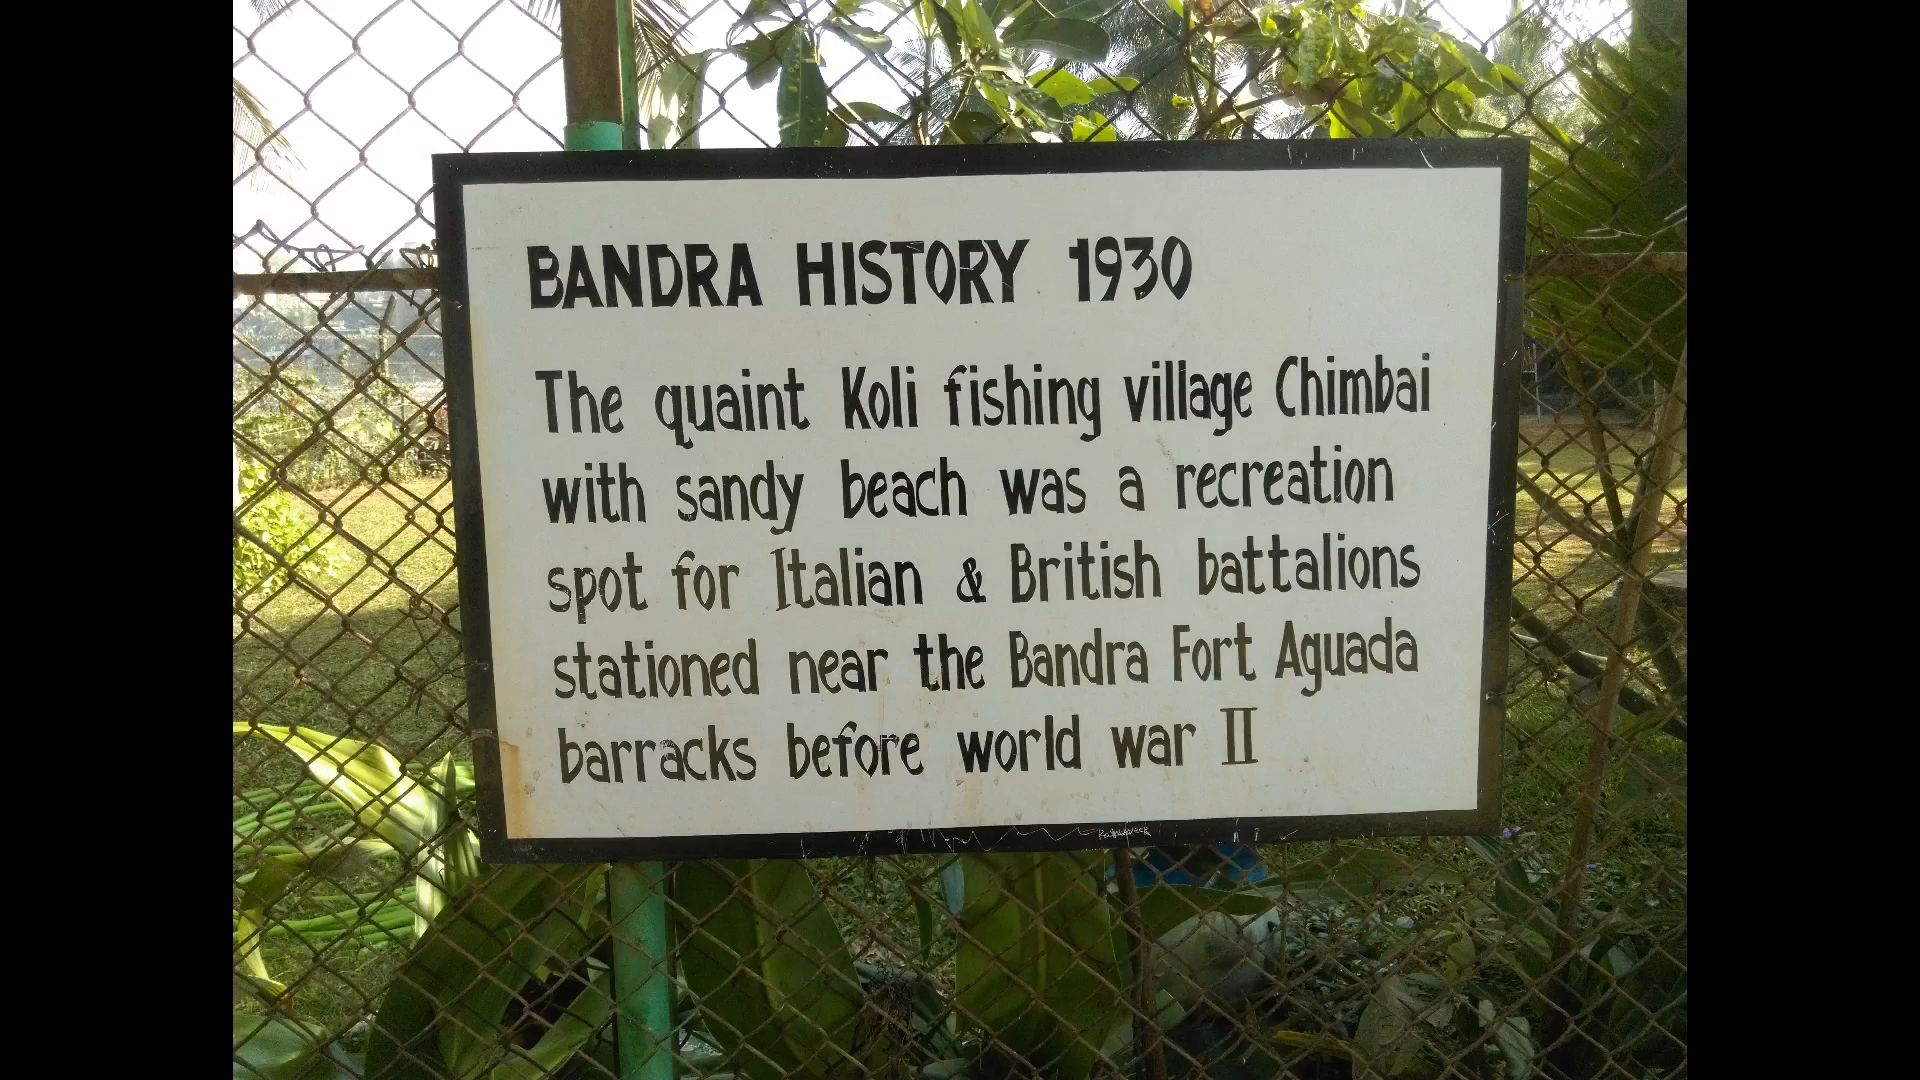 BANDRA HISTORY 1930
The quaint Koli fishing village Chimbai
with sandy beach was a recreation
spot for Italian & British battalions
stationed near the Bandra Fort Aguada
barracks before world war II